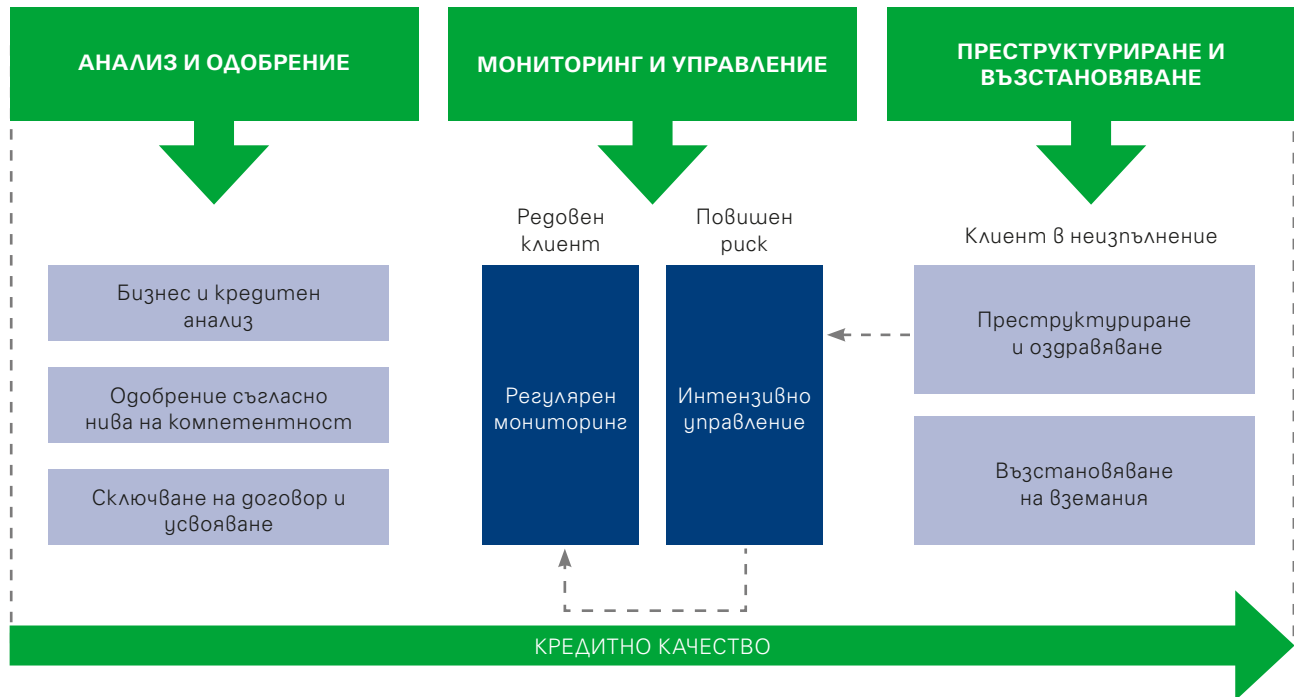 АНАЛИЗ И ОДОБРЕНИЕ
МОНИТОРИНГ И УПРАВЛЕНИЕ
ПРЕСТРУКТУРИРАНЕ И
ВЪЗСТАНОВЯВАНЕ
Бизнес и кредитен
анализ
Одобрение съгласно
нива на компетентност
Сключване на договор и
усвояване
Редовен
клиент
Регулярен
мониторинг
Повишен
риск
Интензивно
управление
Клиент в неизпълнение
Преструктуриране
и оздравяване
Възстановяване
на вземания
КРЕДИТНО КАЧЕСТВО